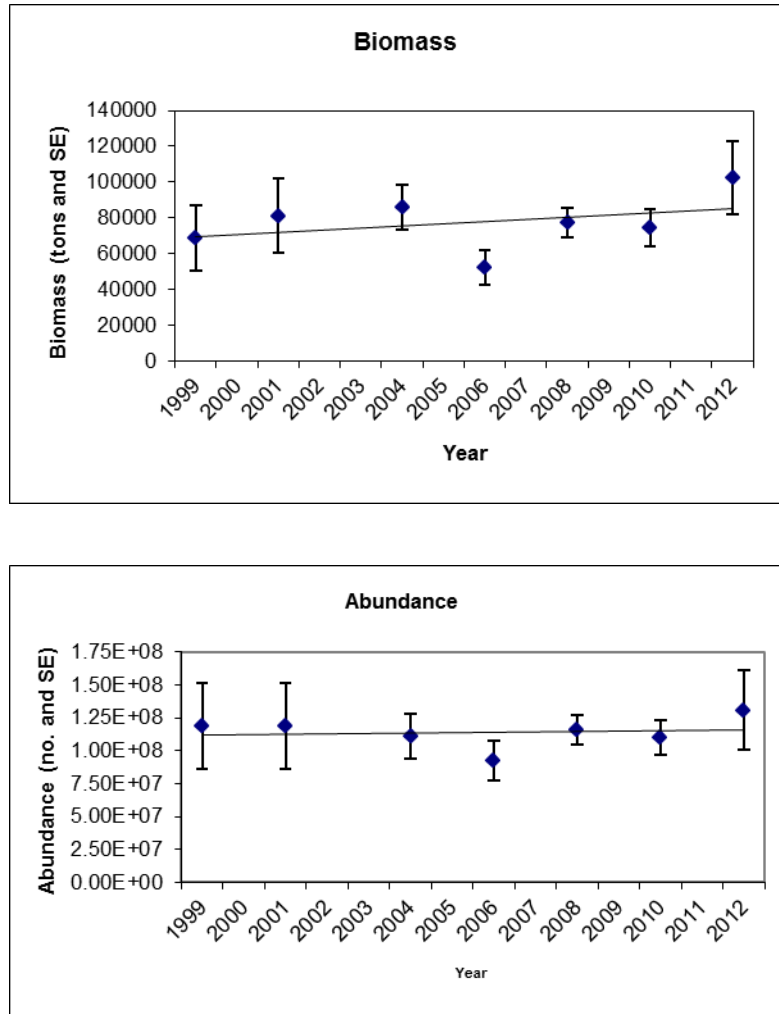 Biomass
140000
120000
100000
80000
60000
40000
20000
0
Biomass (tons and SE)
1999 2000 2001 2002 2003 2004 2005 2006 2007 2008 2009 2010 2011 2012
Year
Abundance
1.75E+08
1.50E+08
1.25E+08
1.00E+08
7.50E+07
5.00E+07
2.50E+07
0.00E+00
Abundance (no. and SE)
1999 2000 2001 2002 2003 2004 2005 2006 2007 2008 2009 2010 2011 2012
Year